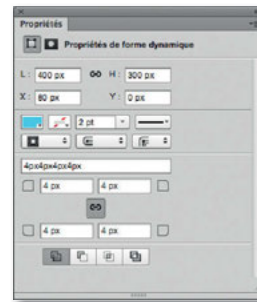 Propriétés
Propriétés de forme dynamique
L : 400 px H : 300 px
X : 80 px Y : 0 px
2 pt
4px4px4px4px
4 px 4 px
4 px 4 px